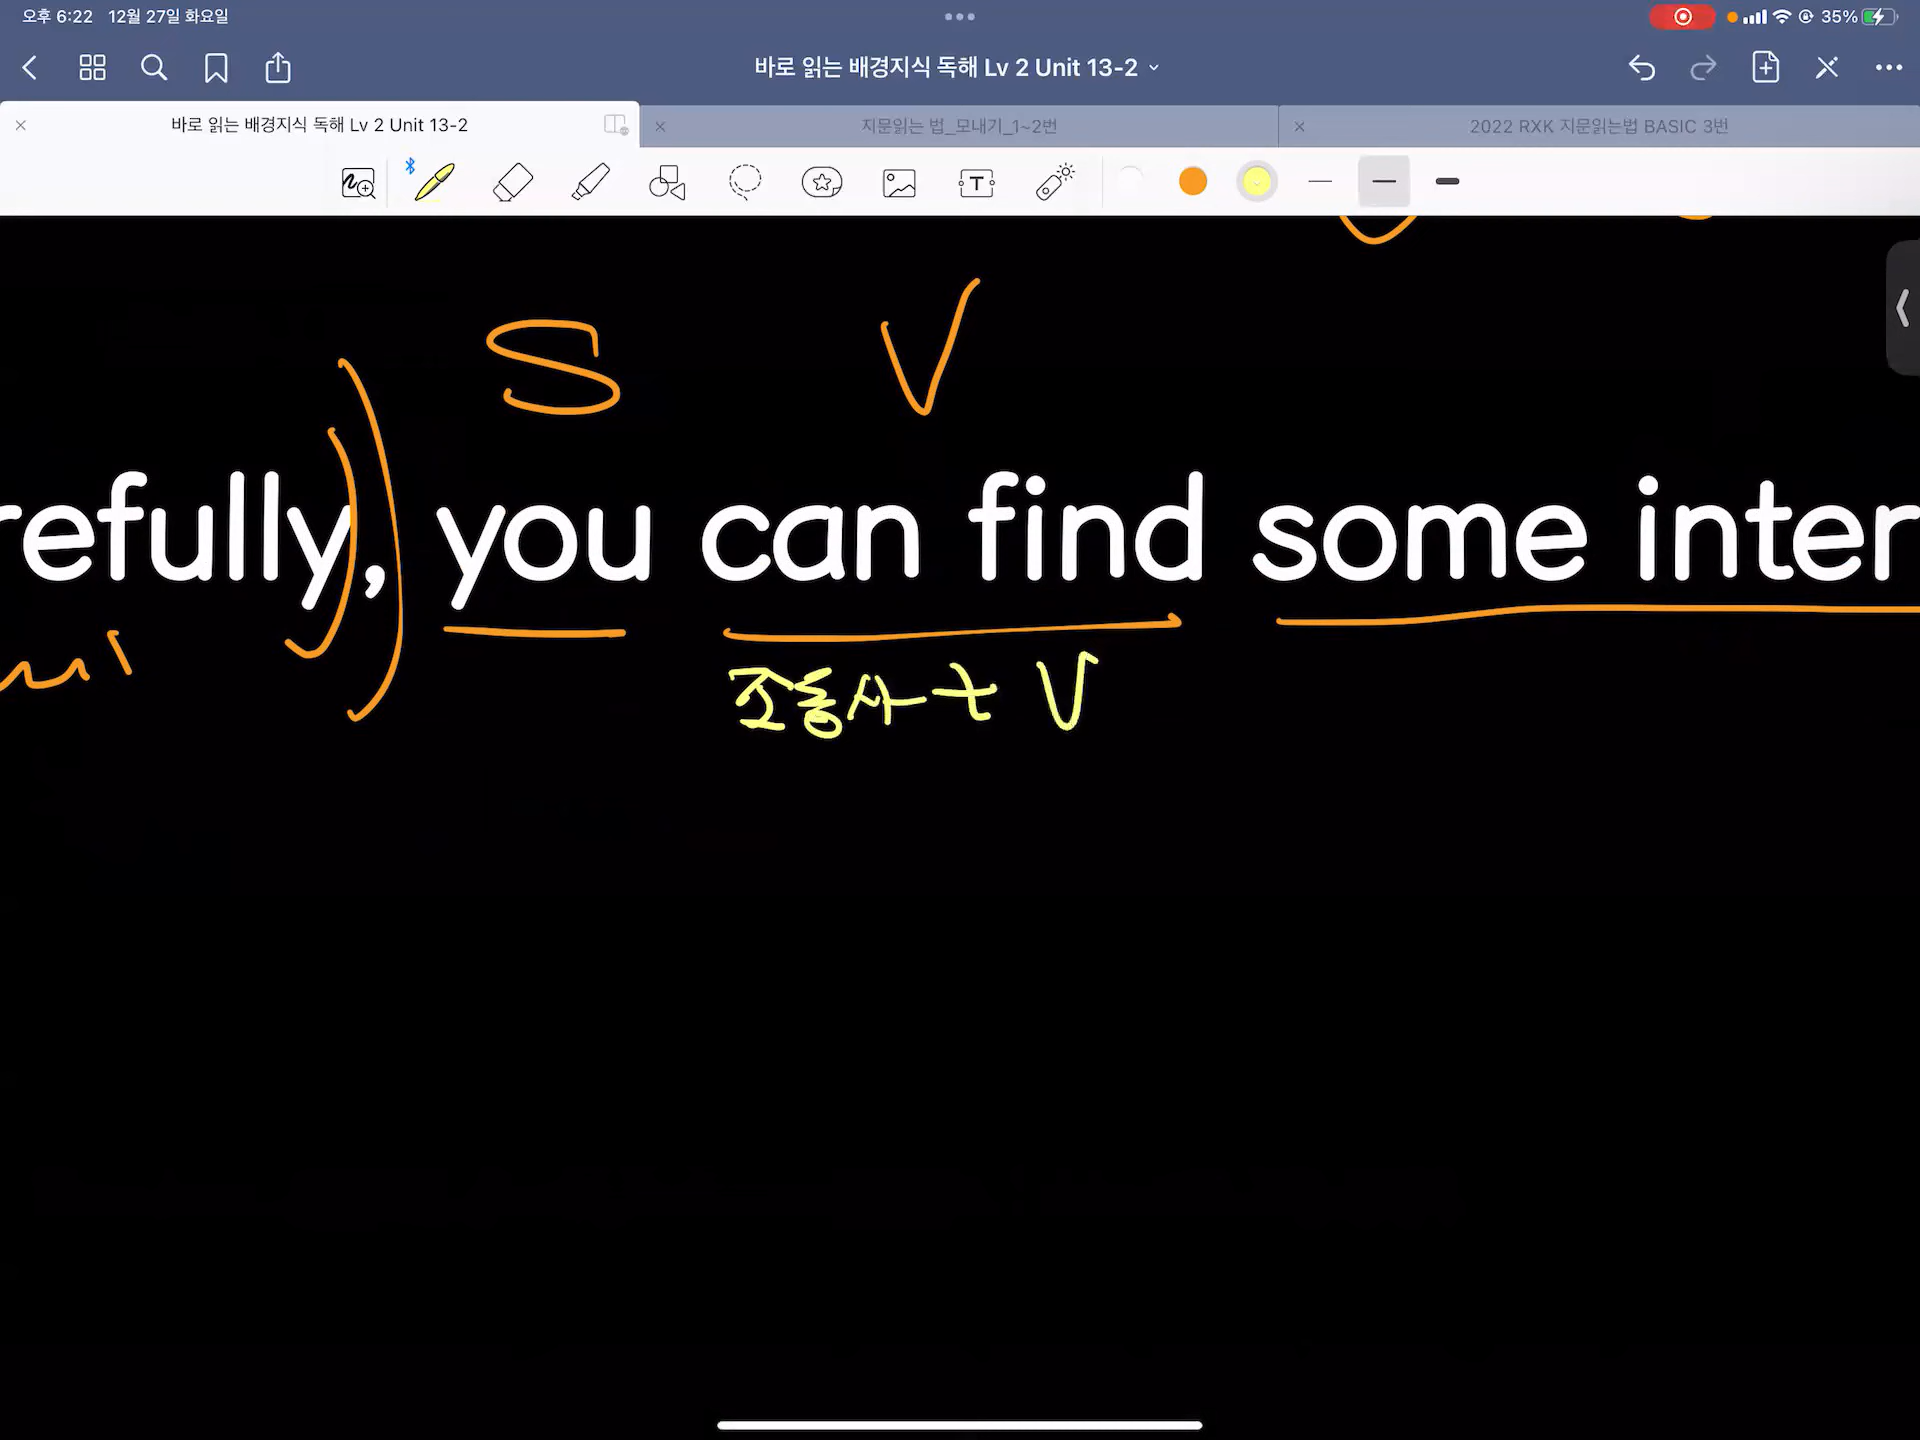 오후 6:22 12월 27일 화요일
35%
바로 읽는 배경지식 독해 Lv 2 Unit 13-2
바로 읽는 배경지식 독해 Lv 2 Unit 13-2
지문읽는 법_모내기_1~2번
2022 RXK 지문읽는법 BASIC 3번
S V
refully, you can find some inter
조동사+V